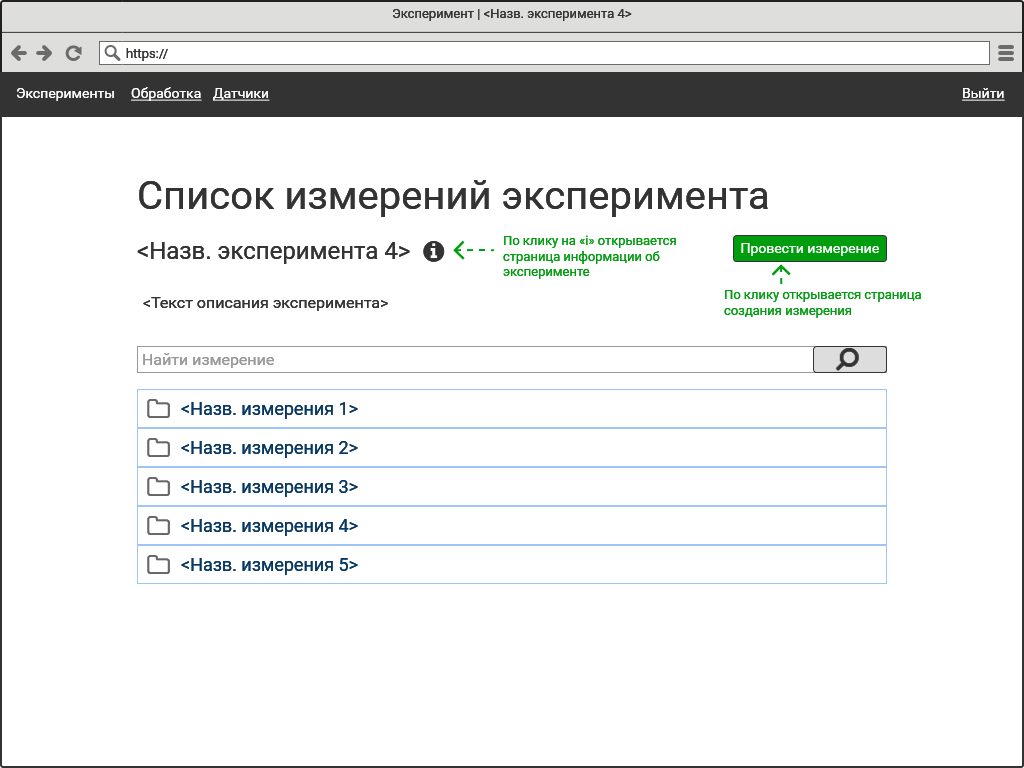 Эксперимент | <Назв. эксперимента 4>
https://
Эксперименты Обработка Датчики Выйти
Список измерений эксперимента
<Назв. эксперимента 4>
По клику на «i» открывается
страница информации об
эксперименте
Провести измерение
По клику открывается страница
создания измерения
<Текст описания эксперимента>
Найти измерение
<Назв. измерения 1>
<Назв. измерения 2>
<Назв. измерения 3>
<Назв. измерения 4>
<Назв. измерения 5>